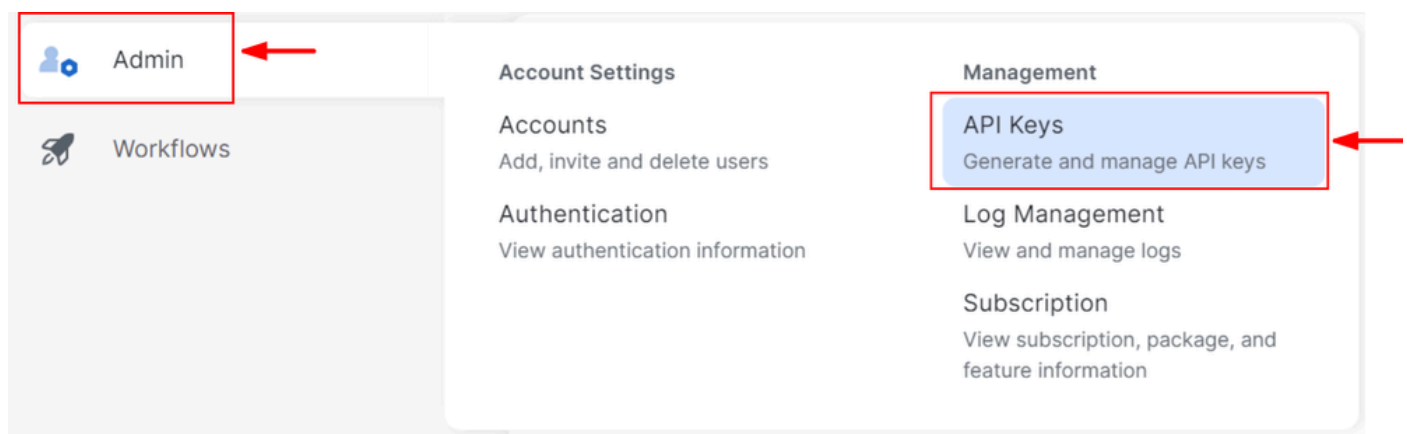 Admin
Workflows
Account Settings
Accounts
Add, invite and delete users
Authentication
View authentication information
Management
API Keys
Generate and manage API keys
Log Management
View and manage logs
Subscription
View subscription, package, and
feature information